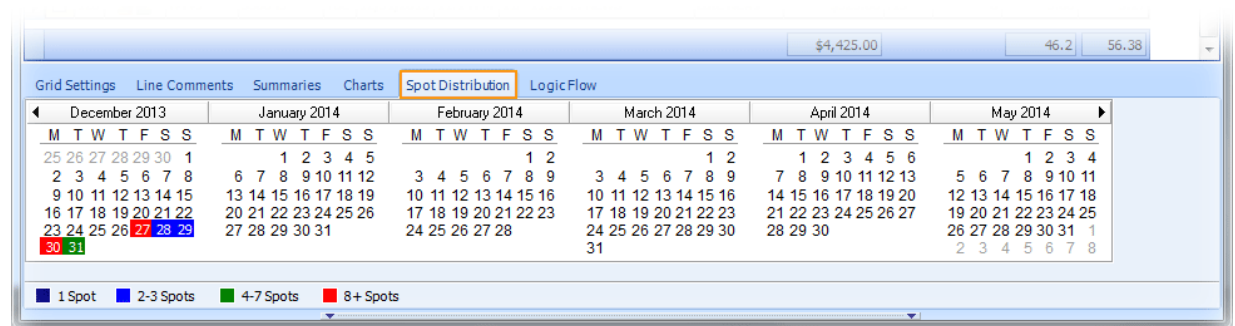 $4,425.00 46.2 56.38
Grid Settings Line Comments Summaries Charts Spot Distribution Logic Flow
December 2013 January 2014 February 2014 March 2014 April 2014 May 2014
M T W T F S S M T W T F S S M T W T F S S M T W T F S S M T W T F S S M T W T F S S
25 26 27 28 29 30 1 1 2 3 4 5 1 2 1 2 1 2 3 4 5 6 1 2 3 4
2 3 4 5 6 7 8 6 7 8 9 10 11 12 3 4 5 6 7 8 9 3 4 5 6 7 8 9 7 8 9 10 11 12 13 5 6 7 8 9 10 11
9 10 11 12 13 14 15 13 14 15 16 17 18 19 10 11 12 13 14 15 16 10 11 12 13 14 15 16 14 15 16 17 18 19 20 12 13 14 15 16 17 18
16 17 18 19 20 21 22 20 21 22 23 24 25 26 17 18 19 20 21 22 23 17 18 19 20 21 22 23 21 22 23 24 25 26 27 19 20 21 22 23 24 25
23 24 25 26 27 28 29 27 28 29 30 31 24 25 26 27 28 24 25 26 27 28 29 30 28 29 30 26 27 28 29 30 31 1
30 31 31 2 3 4 5 6 7 8
1 Spot 2-3 Spots 4-7 Spots 8+ Spots